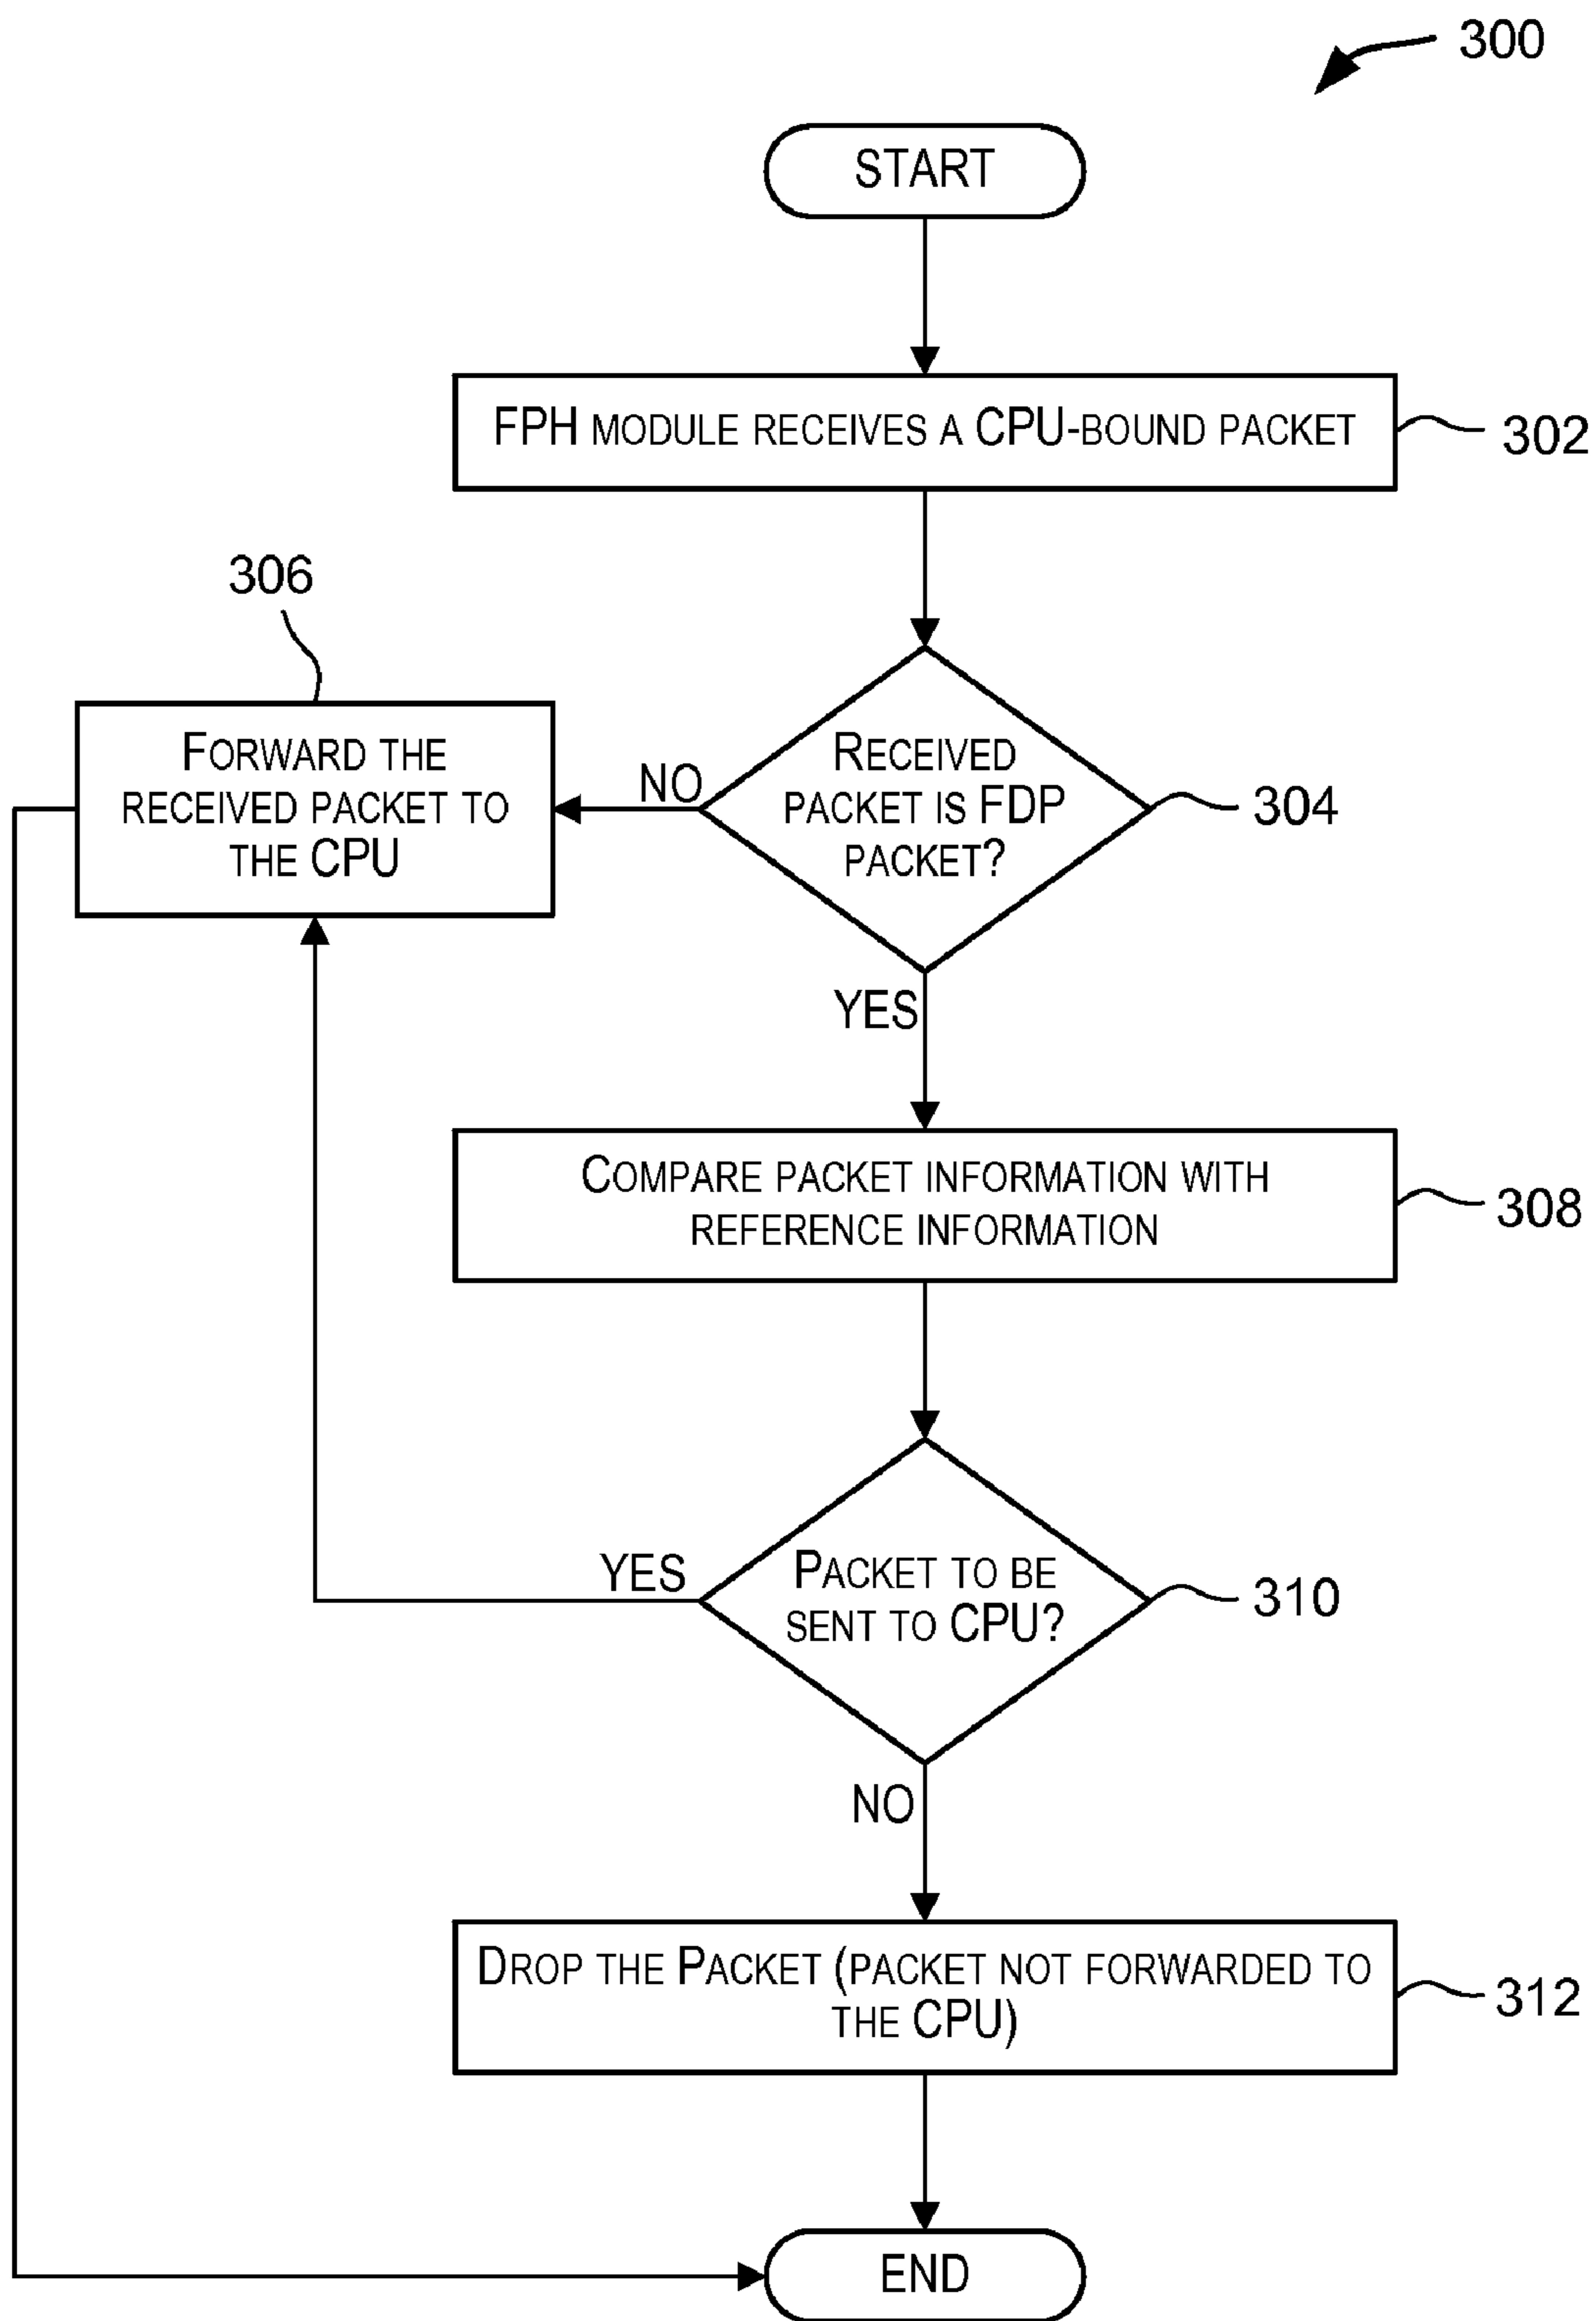 300
START
FPH MODULE RECEIVES A CPU-BOUND PACKET
302
306
FORWARD THE
RECEIVED PACKET TO
THE CPU
NO
RECEIVED
PACKET IS FDP
PACKET?
304
YES
COMPARE PACKET INFORMATION WITH
REFERENCE INFORMATION
308
YES
PACKET TO BE
SENT TO CPU?
310
NO
DROP THE PACKET (PACKET NOT FORWARDED TO
THE CPU)
312
END